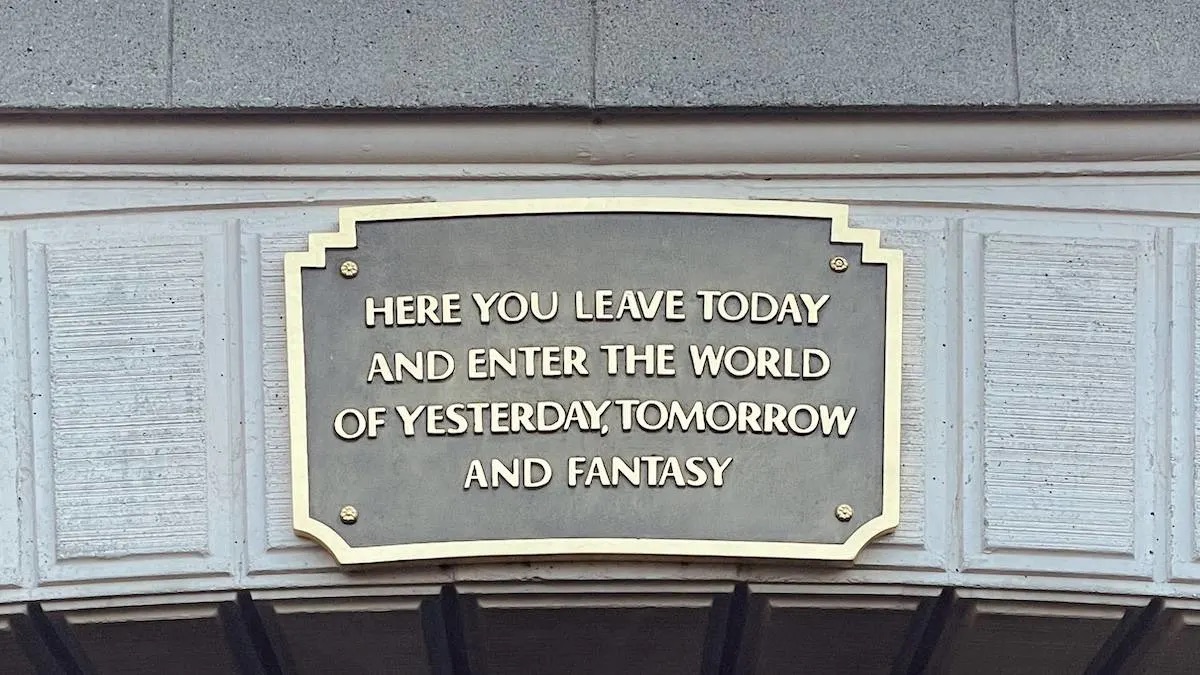 HERE YOU LEAVE TODAY
AND ENTER THE WORLD
OF YESTERDAY, TOMORROW
AND FANTASY